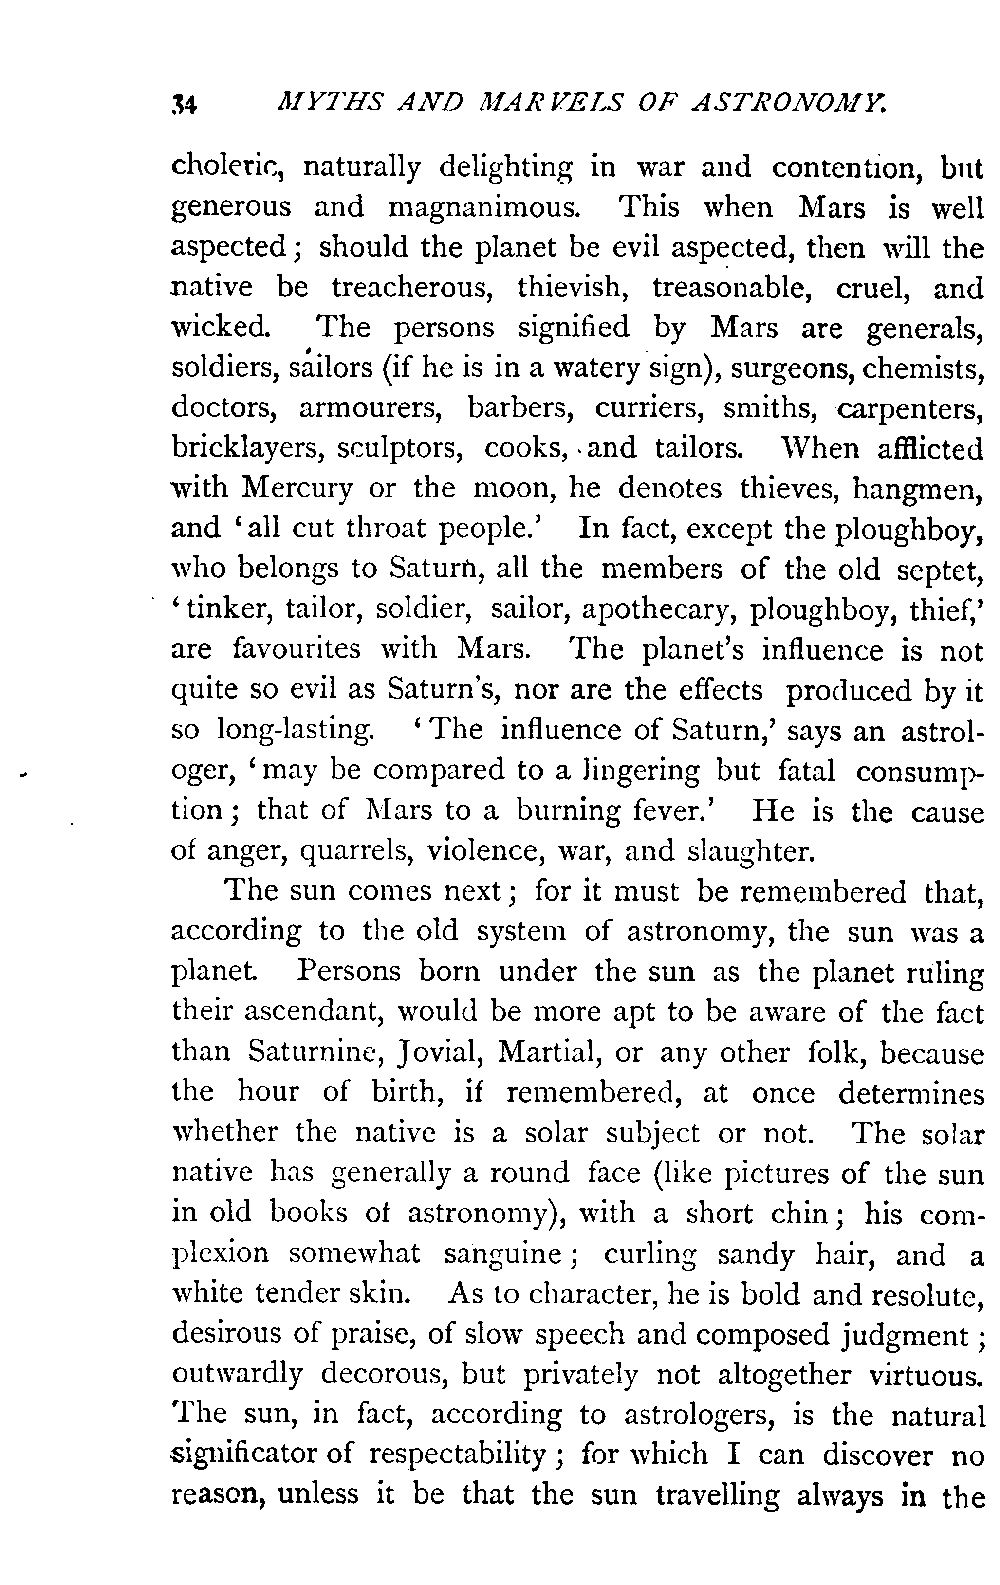 34 MYTHS AND MARVELS OF ASTRONOMY.
choleric, naturally delighting in war and contention, but
generous and magnanimous. This when Mars is well
aspected; should the planet be evil aspected, then will the
native be treacherous, thievish, treasonable, cruel, and
wicked. The persons signified by Mars are generals,
soldiers, sailors (if he is in a watery sign), surgeons, chemists,
doctors, armourers, barbers, curriers, smiths, carpenters,
bricklayers, sculptors, cooks, and tailors. When afflicted
with Mercury or the moon, he denotes thieves, hangmen,
and ‘all cut throat people.’ In fact, except the ploughboy,
who belongs to Saturn, all the members of the old septet,
‘tinker, tailor, soldier, sailor, apothecary, ploughboy, thief,’
are favourites with Mars. The planet’s influence is not
quite so evil as Saturn’s, nor are the effects produced by it
so long-lasting. ‘The influence of Saturn,’ says an astrol-
oger, ‘may be compared to a lingering but fatal consump-
tion; that of Mars to a burning fever.’ He is the cause
of anger, quarrels, violence, war, and slaughter.
The sun comes next; for it must be remembered that,
according to the old system of astronomy, the sun was a
planet. Persons born under the sun as the planet ruling
their ascendant, would be more apt to be aware of the fact
than Saturnine, Jovial, Martial, or any other folk, because
the hour of birth, if remembered, at once determines
whether the native is a solar subject or not. The solar
native has generally a round face (like pictures of the sun
in old books of astronomy), with a short chin; his com-
plexion somewhat sanguine; curling sandy hair, and a
white tender skin. As to character, he is bold and resolute,
desirous of praise, of slow speech and composed judgment;
outwardly decorous, but privately not altogether virtuous.
The sun, in fact, according to astrologers, is the natural
significator of respectability; for which I can discover no
reason, unless it be that the sun travelling always in the